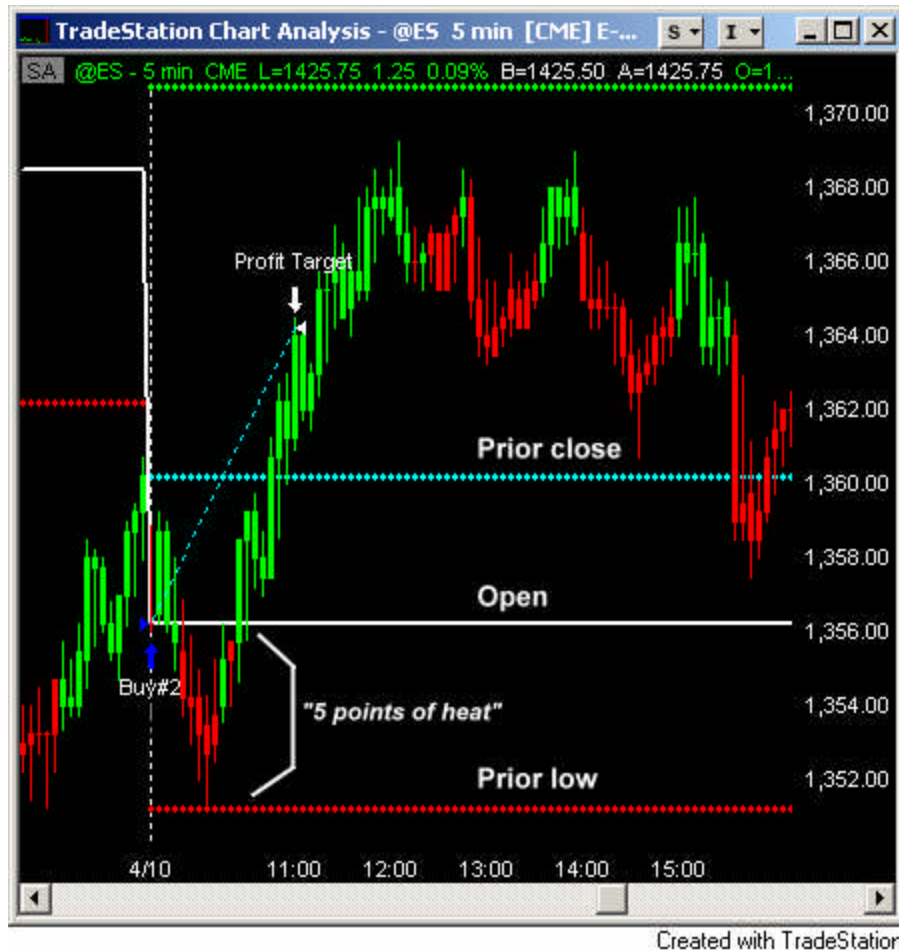 TradeStation Chart Analysis - @ES 5 min [CME] E-...
S
I
SA @ES - 5 min CME L=1425.75 1.25 0.09% B=1425.50 A=1425.75 O=1...
1,370.00
1,368.00
Profit Target
1,366.00
1,364.00
1,362.00
Prior close
1,360.00
1,358.00
Open
1,356.00
Buy#2
"5 points of heat"
1,354.00
Prior low
1,352.00
4/10 11:00 12:00 13:00 14:00 15:00
Created with TradeStation